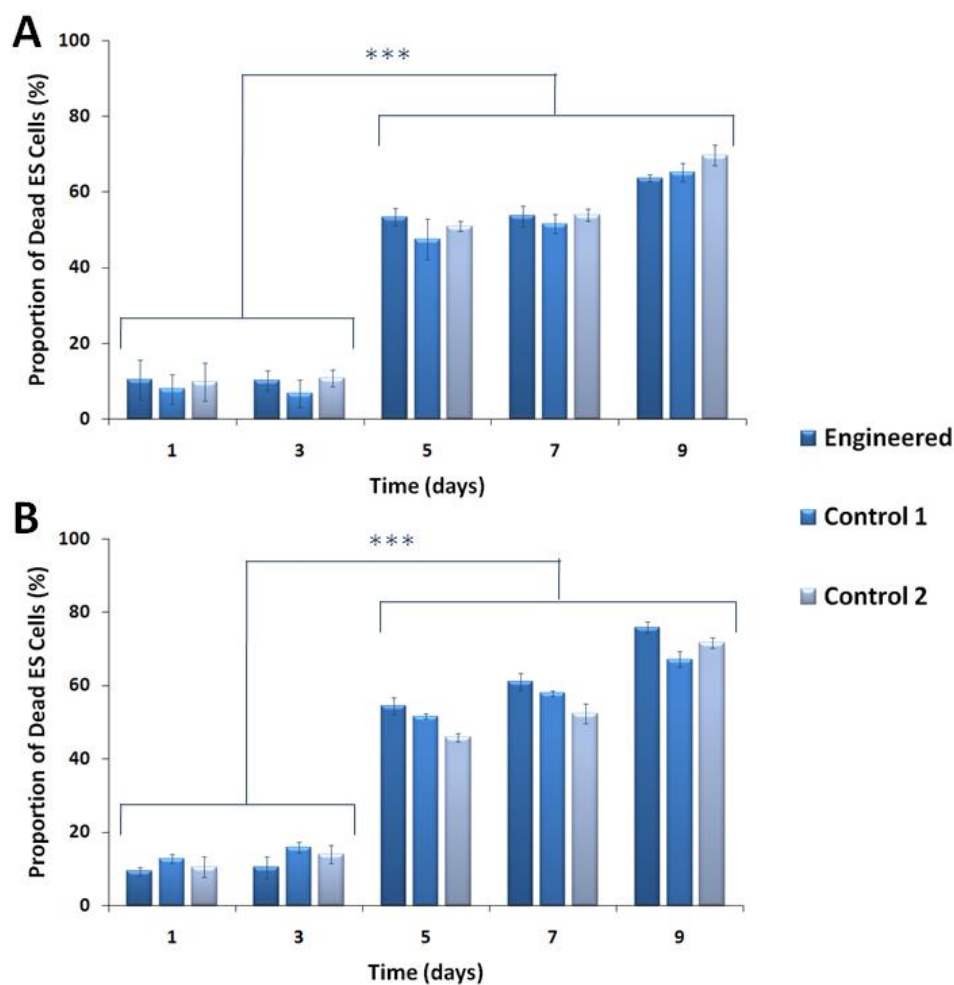 A
Proportion of Dead ES Cells (%)
100
80
60
40
20
0
***
1 3 5 7 9
Time (days)
Engineered
Control 1
Control 2
B
Proportion of Dead ES Cells (%)
100
80
60
40
20
0
***
1 3 5 7 9
Time (days)